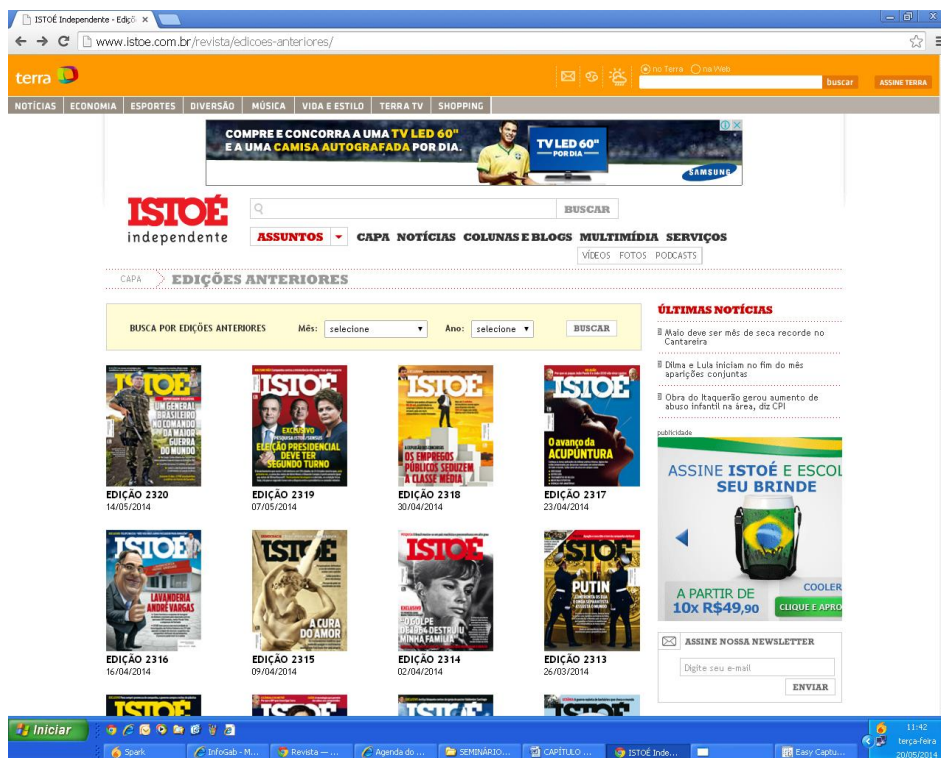 ISTOÉ Independente - Ediçõ
www.istoe.com.br/revista/edicoes-anteriores/
terra
no Terra
na Web
buscar
ASSINE TERRA
NOTÍCIAS ECONOMIA ESPORTES DIVERSÃO MÚSICA VIDA E ESTILO TERRA TV SHOPPING
COMPRE E CONCORRA A UMA TV LED 60"
E A UMA CAMISA AUTOGRAFADA POR DIA.
TV LED 60"
POR DIA
SAMSUNG
ISTOÉ
independente
BUSCAR
ASSUNTOS CAPA NOTÍCIAS COLUNAS E BLOGS MULTIMÍDIA SERVIÇOS
VÍDEOS FOTOS PODCASTS
CAPA EDIÇÕES ANTERIORES
BUSCA POR EDIÇÕES ANTERIORES Mês: selecione Ano: selecione BUSCAR
ISTOÉ
UM GENERAL
BRASILEIRO
NO COMANDO
DA MAIOR
GUERRA
DO MUNDO
EDIÇÃO 2320
14/05/2014
ISTOÉ
EXCLUSIVO
PESQUISA ISTOÉ/SENSUS
ELEIÇÃO PRESIDENCIAL
DEVE TER
SEGUNDO TURNO
EDIÇÃO 2319
07/05/2014
ISTOÉ
OS EMPREGOS
PÚBLICOS SEDUZEM
A CLASSE MÉDIA
EDIÇÃO 2318
30/04/2014
ISTOÉ
O avanço da
ACUPUNTURA
EDIÇÃO 2317
23/04/2014
ISTOÉ
LAVANDERIA
ANDRÉ VARGAS
EDIÇÃO 2316
16/04/2014
ISTOÉ
A CURA
DO AMOR
EDIÇÃO 2315
09/04/2014
ISTOÉ
EXCLUSIVO
"O GOLPE
DE 1964 DESTRUIU
MINHA FAMÍLIA"
EDIÇÃO 2314
02/04/2014
ISTOÉ
PUTIN
EDIÇÃO 2313
26/03/2014
ÚLTIMAS NOTÍCIAS
Maio deve ser mês de seca recorde no
Cantareira
Dilma e Lula iniciam no fim do mês
aparições conjuntas
Obra do Itaquerão gerou aumento de
abuso infantil na área, diz CPI
publicidade
ASSINE ISTOÉ E ESCOL
SEU BRINDE
COOLER
A PARTIR DE
10x R$49,90
CLIQUE E APRO
ASSINE NOSSA NEWSLETTER
Digite seu e-mail
ENVIAR
Iniciar
Spark
InfoGab - M...
Revista — ...
Agenda do ...
SEMINÁRIO...
CAPÍTULO ...
ISTOÉ Inde...
Easy Captu...
11:42
terça-feira
20/05/2014